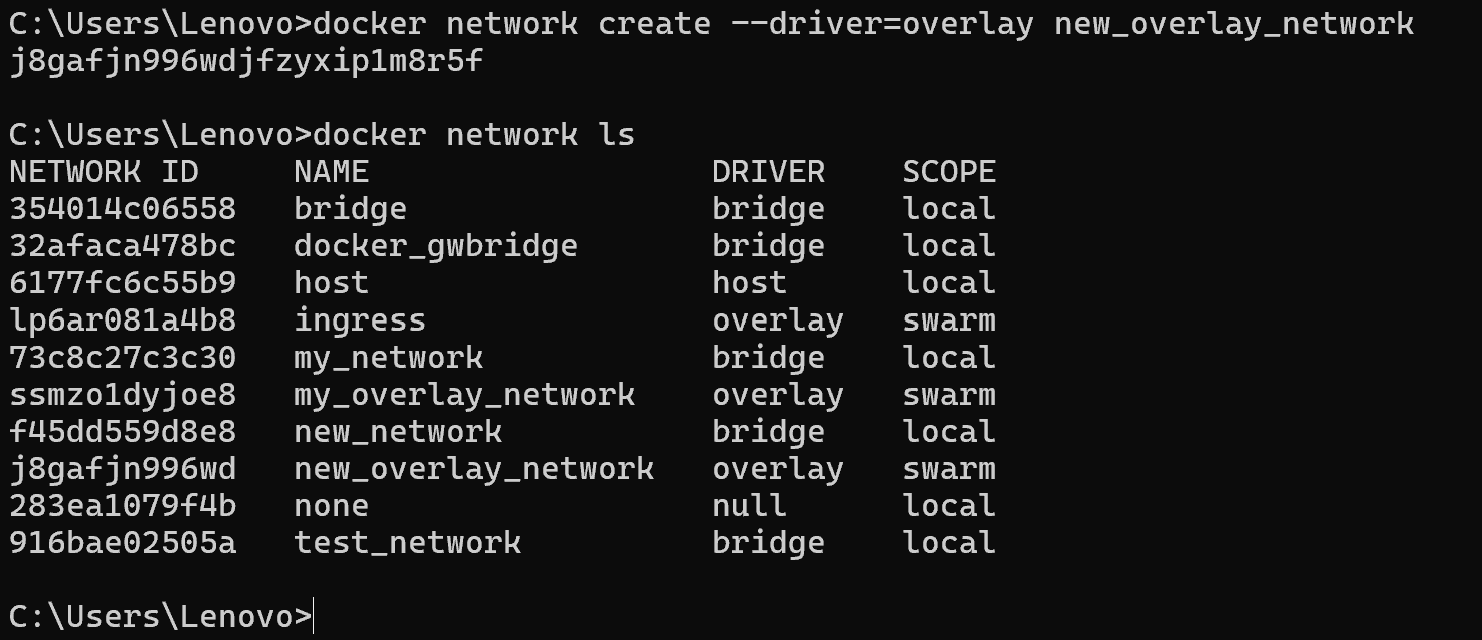 C:\Users\Lenovo>docker network create --driver=overlay new_overlay_network
j8gafjn996wdjfzyxip1m8r5f
C:\Users\Lenovo>docker network ls
NETWORK ID     NAME                  DRIVER    SCOPE
354014c06558   bridge                bridge    local
32afaca478bc   docker_gwbridge       bridge    local
6177fc6c55b9   host                  host      local
lp6ar081a4b8   ingress               overlay   swarm
73c8c27c3c30   my_network            bridge    local
ssmzo1dyjoe8   my_overlay_network    overlay   swarm
f45dd559d8e8   new_network           bridge    local
j8gafjn996wd   new_overlay_network   overlay   swarm
283ea1079f4b   none                  null      local
916bae02505a   test_network          bridge    local
C:\Users\Lenovo>